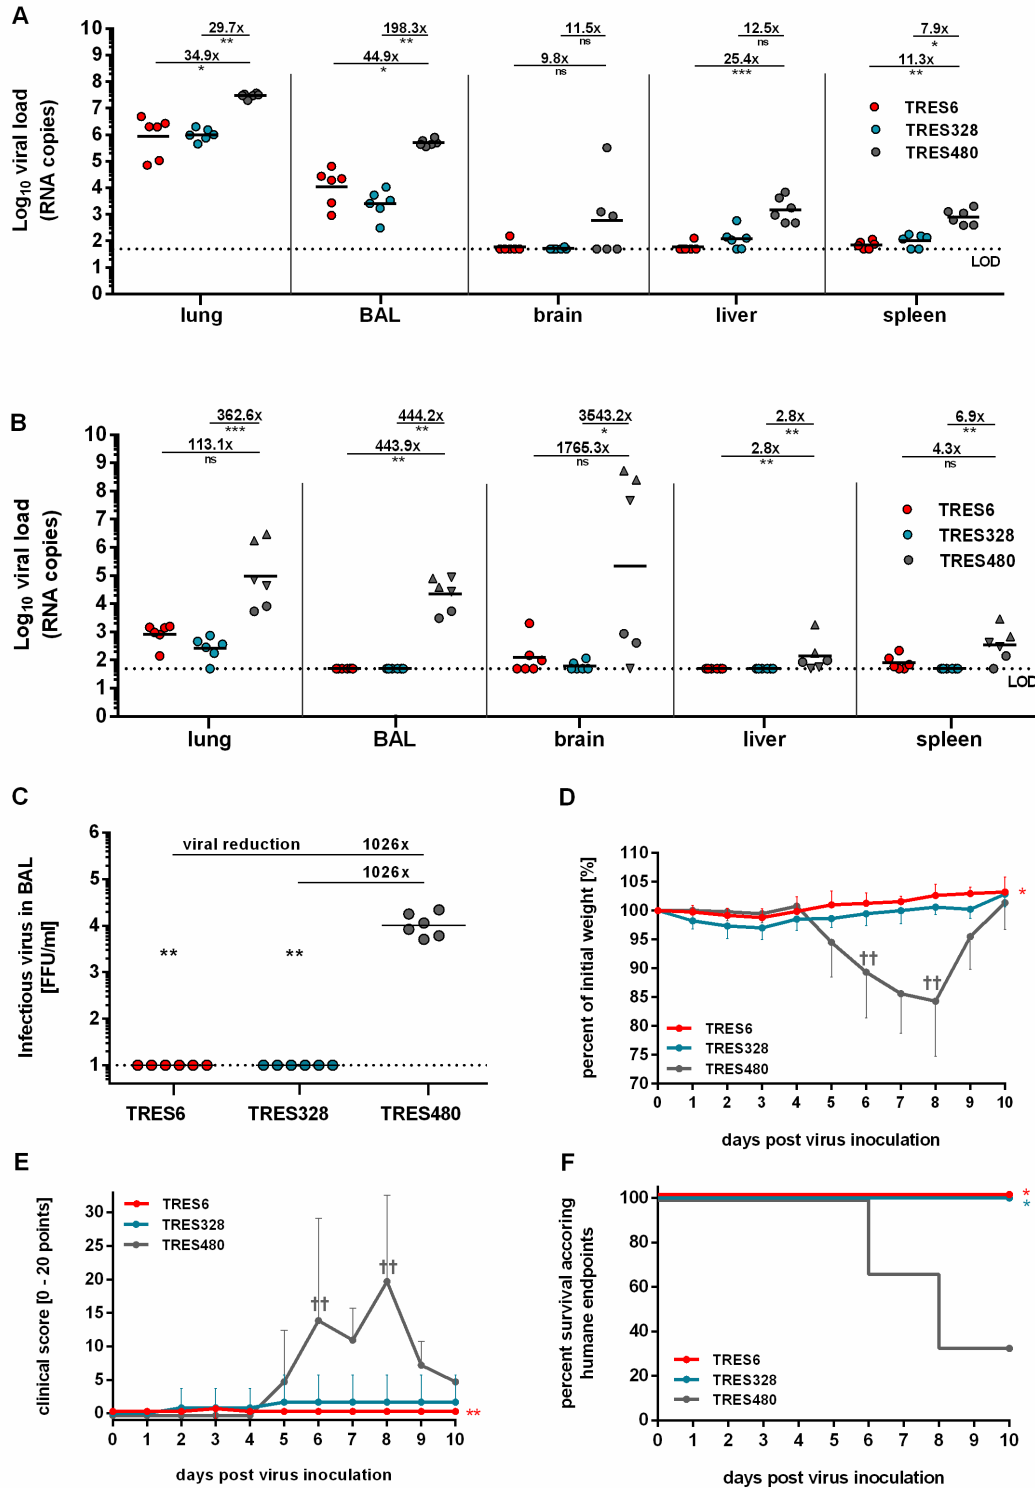 A
29.7x
**
34.9x
*
198.3x
**
44.9x
*
11.5x
ns
9.8x
ns
12.5x
ns
25.4x
***
7.9x
*
11.3x
**
Log10 viral load
(RNA copies)
10
9
8
7
6
5
4
3
2
1
0
TRES6
TRES328
TRES480
LOD
lung BAL brain liver spleen
B
362.6x
***
113.1x
ns
444.2x
**
443.9x
**
3543.2x
*
1765.3x
ns
2.8x
**
2.8x
**
6.9x
**
4.3x
ns
Log10 viral load
(RNA copies)
10
9
8
7
6
5
4
3
2
1
0
TRES6
TRES328
TRES480
LOD
lung BAL brain liver spleen
C
Infectious virus in BAL
[FFU/ml]
6
5
4
3
2
1
viral reduction 1026x
1026x
** **
TRES6 TRES328 TRES480
D
percent of initial weight [%]
110
105
100
95
90
85
80
75
70
*
††
††
TRES6
TRES328
TRES480
0 1 2 3 4 5 6 7 8 9 10
days post virus inoculation
E
clinical score [0 - 20 points]
30
25
20
15
10
5
0
TRES6
TRES328
TRES480
††
††
**
0 1 2 3 4 5 6 7 8 9 10
days post virus inoculation
F
percent survival accoring
humane endpoints
100
80
60
40
20
0
*
*
TRES6
TRES328
TRES480
0 1 2 3 4 5 6 7 8 9 10
days post virus inoculation